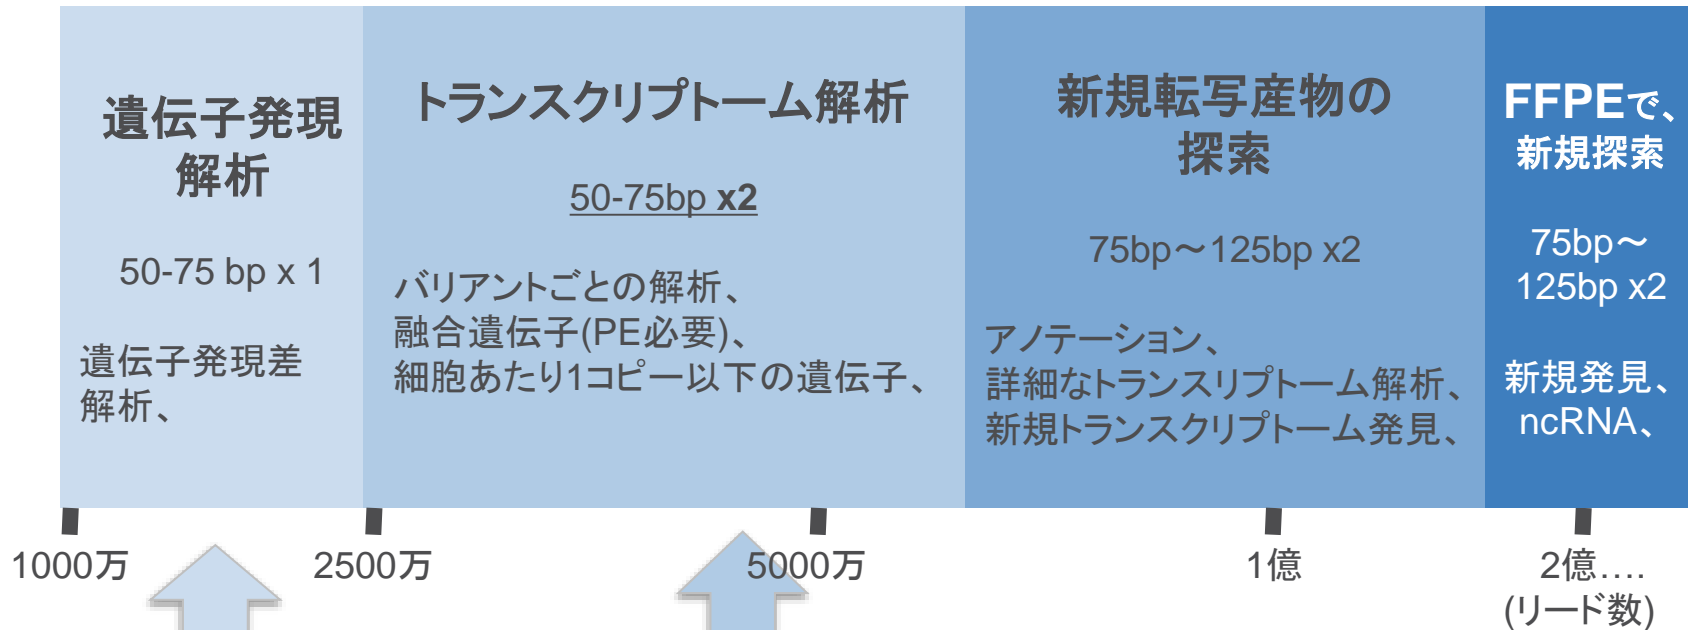 遺伝子発現
解析
50-75 bp x 1
遺伝子発現差
解析、
トランスクリプトーム解析
50-75bp x2
バリアントごとの解析、
融合遺伝子(PE必要)、
細胞あたり1コピー以下の遺伝子、
新規転写産物の
探索
75bp～125bp x2
アノテーション、
詳細なトランスリプトーム解析、
新規トランスクリプトーム発見、
FFPEで、
新規探索
75bp～
125bp x2
新規発見、
ncRNA、
1000万
2500万
5000万
1億
2億....
(リード数)